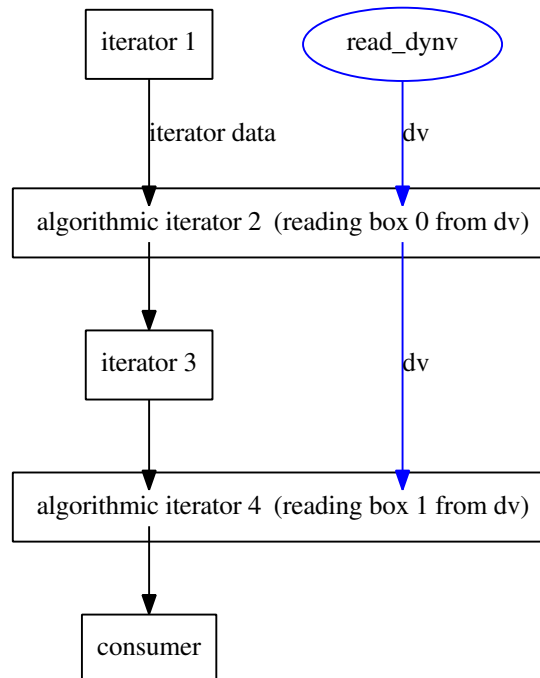 iterator 1
read_dynv
iterator data
dv
algorithmic iterator 2 (reading box 0 from dv)
iterator 3
dv
algorithmic iterator 4 (reading box 1 from dv)
consumer